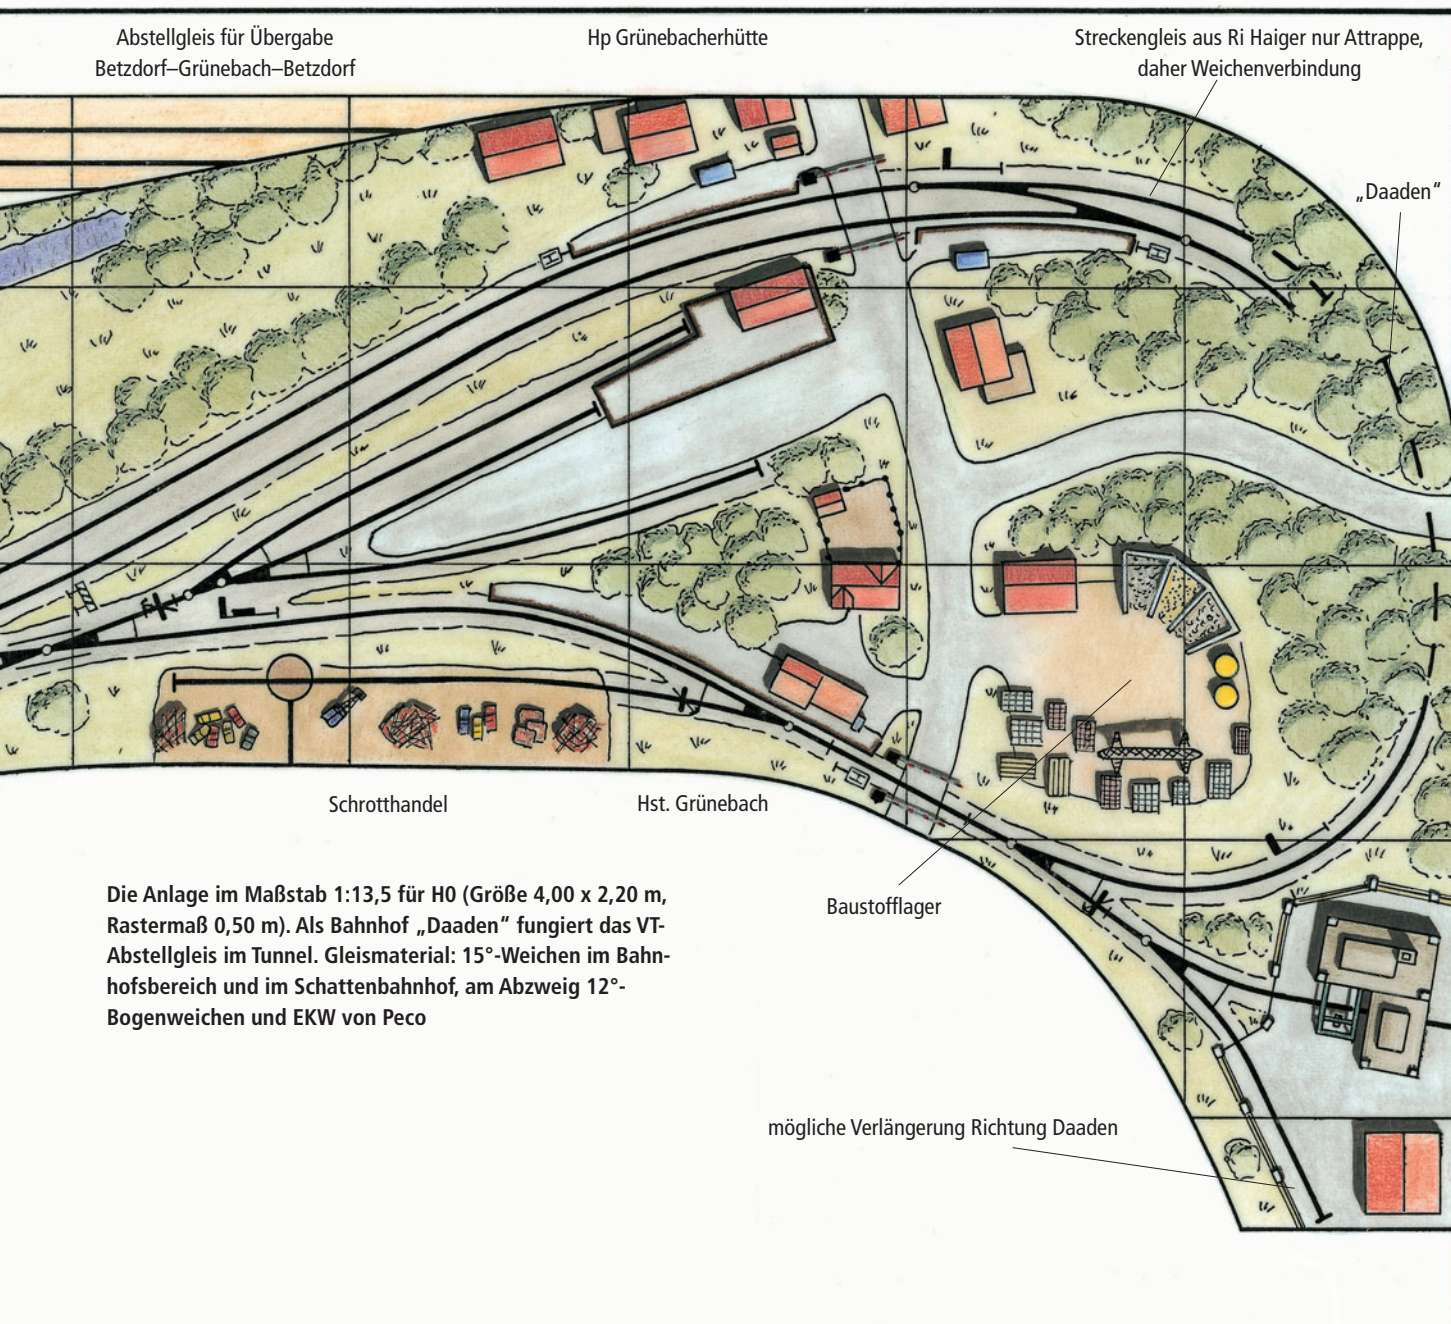 Abstellgleis für Übergabe
Betzdorf–Grünebach–Betzdorf
Hp Grünebacherhütte
Streckengleis aus Ri Haiger nur Attrappe,
daher Weichenverbindung
„Daaden“
Schrotthandel
Hst. Grünebach
Baustofflager
Die Anlage im Maßstab 1:13,5 für H0 (Größe 4,00 x 2,20 m,
Rastermaß 0,50 m). Als Bahnhof „Daaden“ fungiert das VT-
Abstellgleis im Tunnel. Gleismaterial: 15°-Weichen im Bahn-
hofsbereich und im Schattenbahnhof, am Abzweig 12°-
Bogenweichen und EKW von Peco
mögliche Verlängerung Richtung Daaden